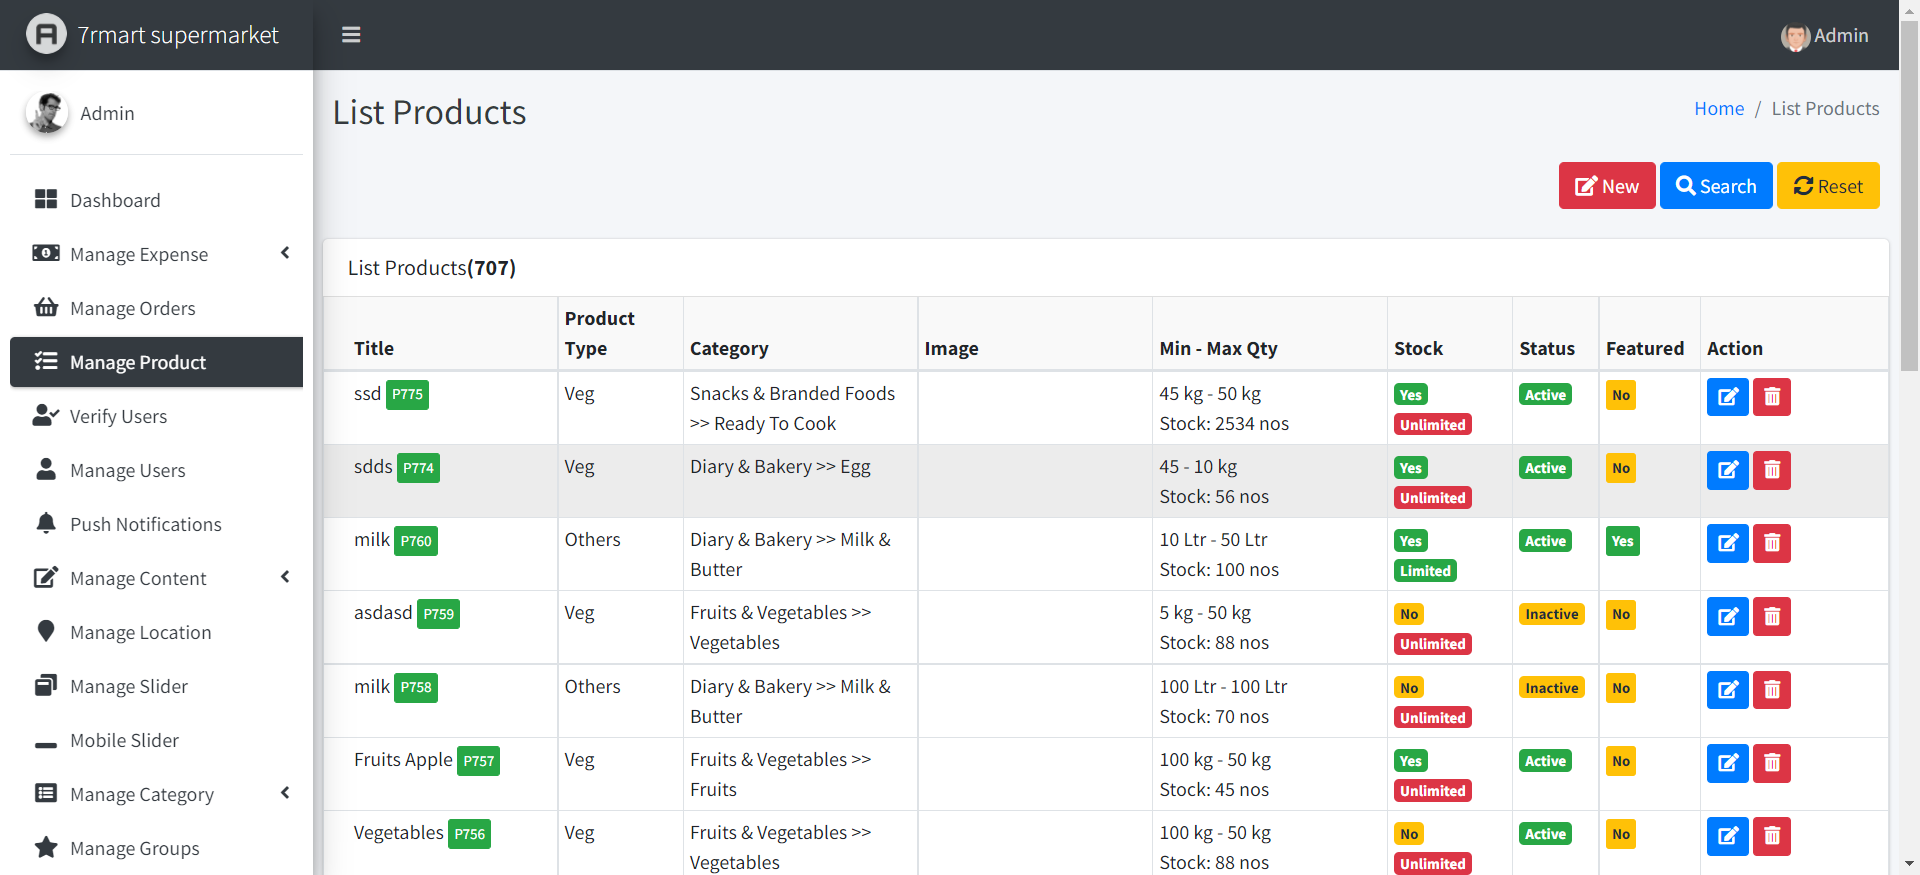 7rmart supermarket
Admin
Admin
List Products
Home / List Products
Dashboard
Manage Expense
Manage Orders
Manage Product
Verify Users
Manage Users
Push Notifications
Manage Content
Manage Location
Manage Slider
Mobile Slider
Manage Category
Manage Groups
New Search Reset
List Products(707)
Title Product Type Category Image Min - Max Qty Stock Status Featured Action
ssd P775 Veg Snacks & Branded Foods 45 kg - 50 kg Yes Active No
>> Ready To Cook Stock: 2534 nos Unlimited
sdds P774 Veg Diary & Bakery >> Egg 45 - 10 kg Yes Active No
Stock: 56 nos Unlimited
milk P760 Others Diary & Bakery >> Milk & 10 Ltr - 50 Ltr Yes Active Yes
Butter Stock: 100 nos Limited
asdasd P759 Veg Fruits & Vegetables >> 5 kg - 50 kg No Inactive No
Vegetables Stock: 88 nos Unlimited
milk P758 Others Diary & Bakery >> Milk & 100 Ltr - 100 Ltr No Inactive No
Butter Stock: 70 nos Unlimited
Fruits Apple P757 Veg Fruits & Vegetables >> 100 kg - 50 kg Yes Active No
Fruits Stock: 45 nos Unlimited
Vegetables P756 Veg Fruits & Vegetables >> 100 kg - 50 kg No Active No
Vegetables Stock: 88 nos Unlimited